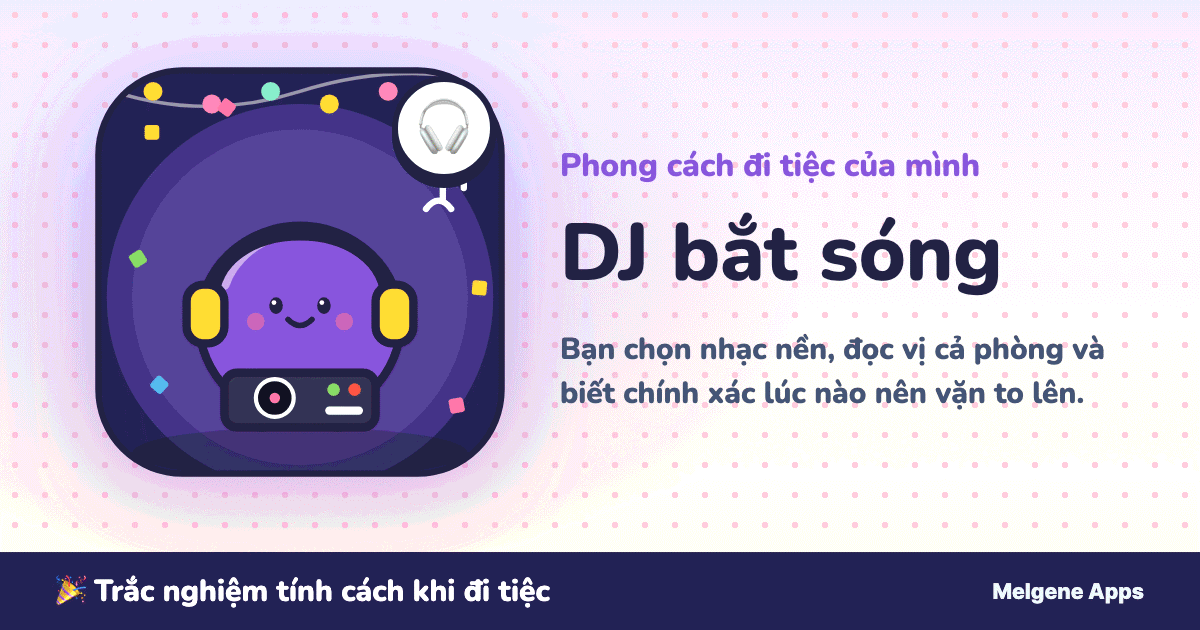 Phong cách đi tiệc của mình
DJ bắt sóng
Bạn chọn nhạc nền, đọc vị cả phòng và
biết chính xác lúc nào nên vặn to lên.
🎉 Trắc nghiệm tính cách khi đi tiệc
Melgene Apps